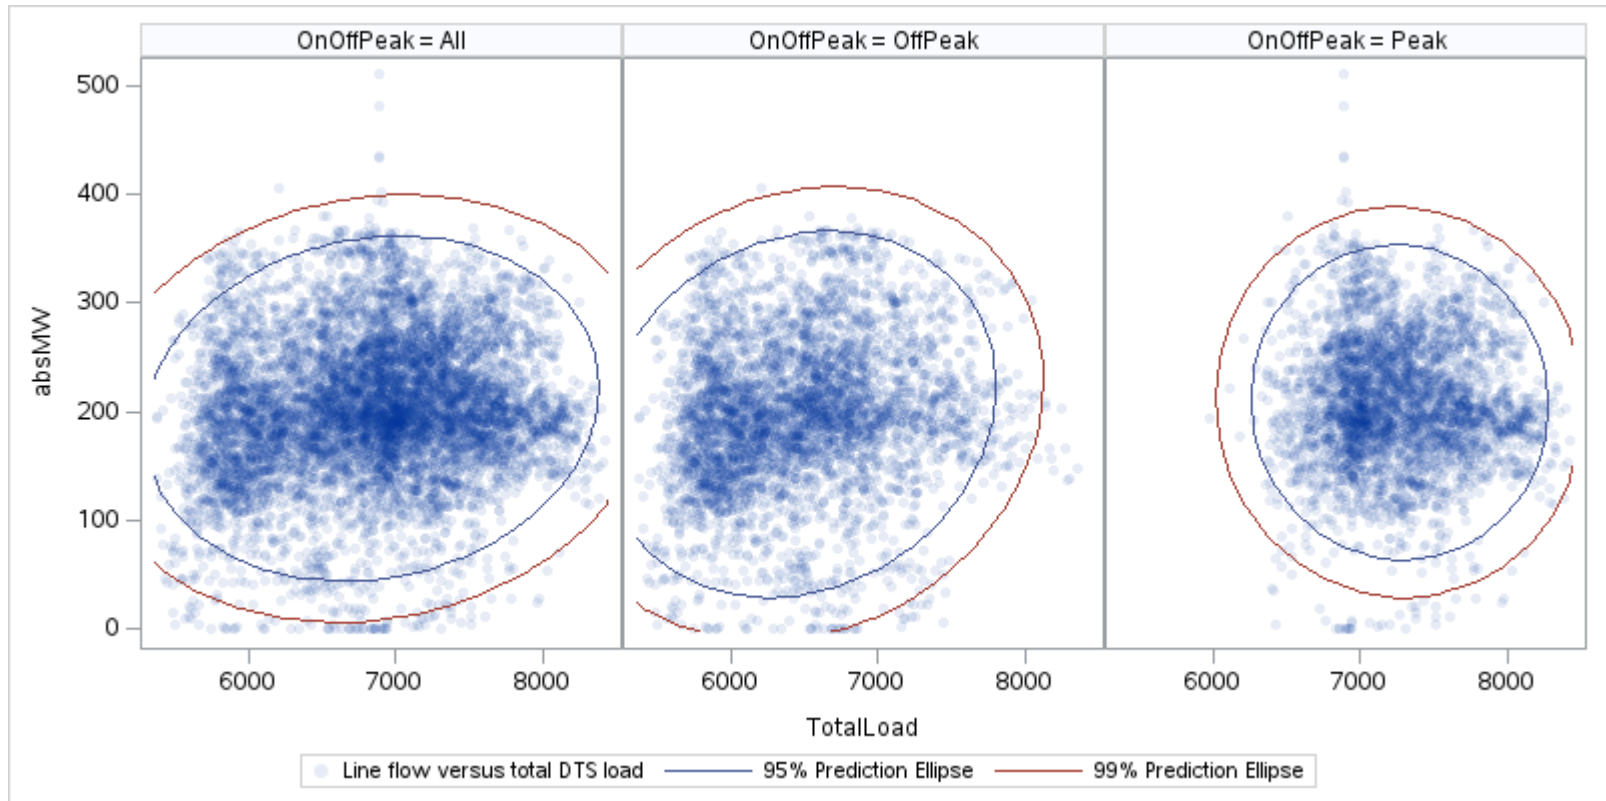 OnOffPeak = All
OnOffPeak = OffPeak
OnOffPeak = Peak
500
400
300
200
100
0
absMW
6000 7000 8000
6000 7000 8000
6000 7000 8000
TotalLoad
Line flow versus total DTS load
95% Prediction Ellipse
99% Prediction Ellipse